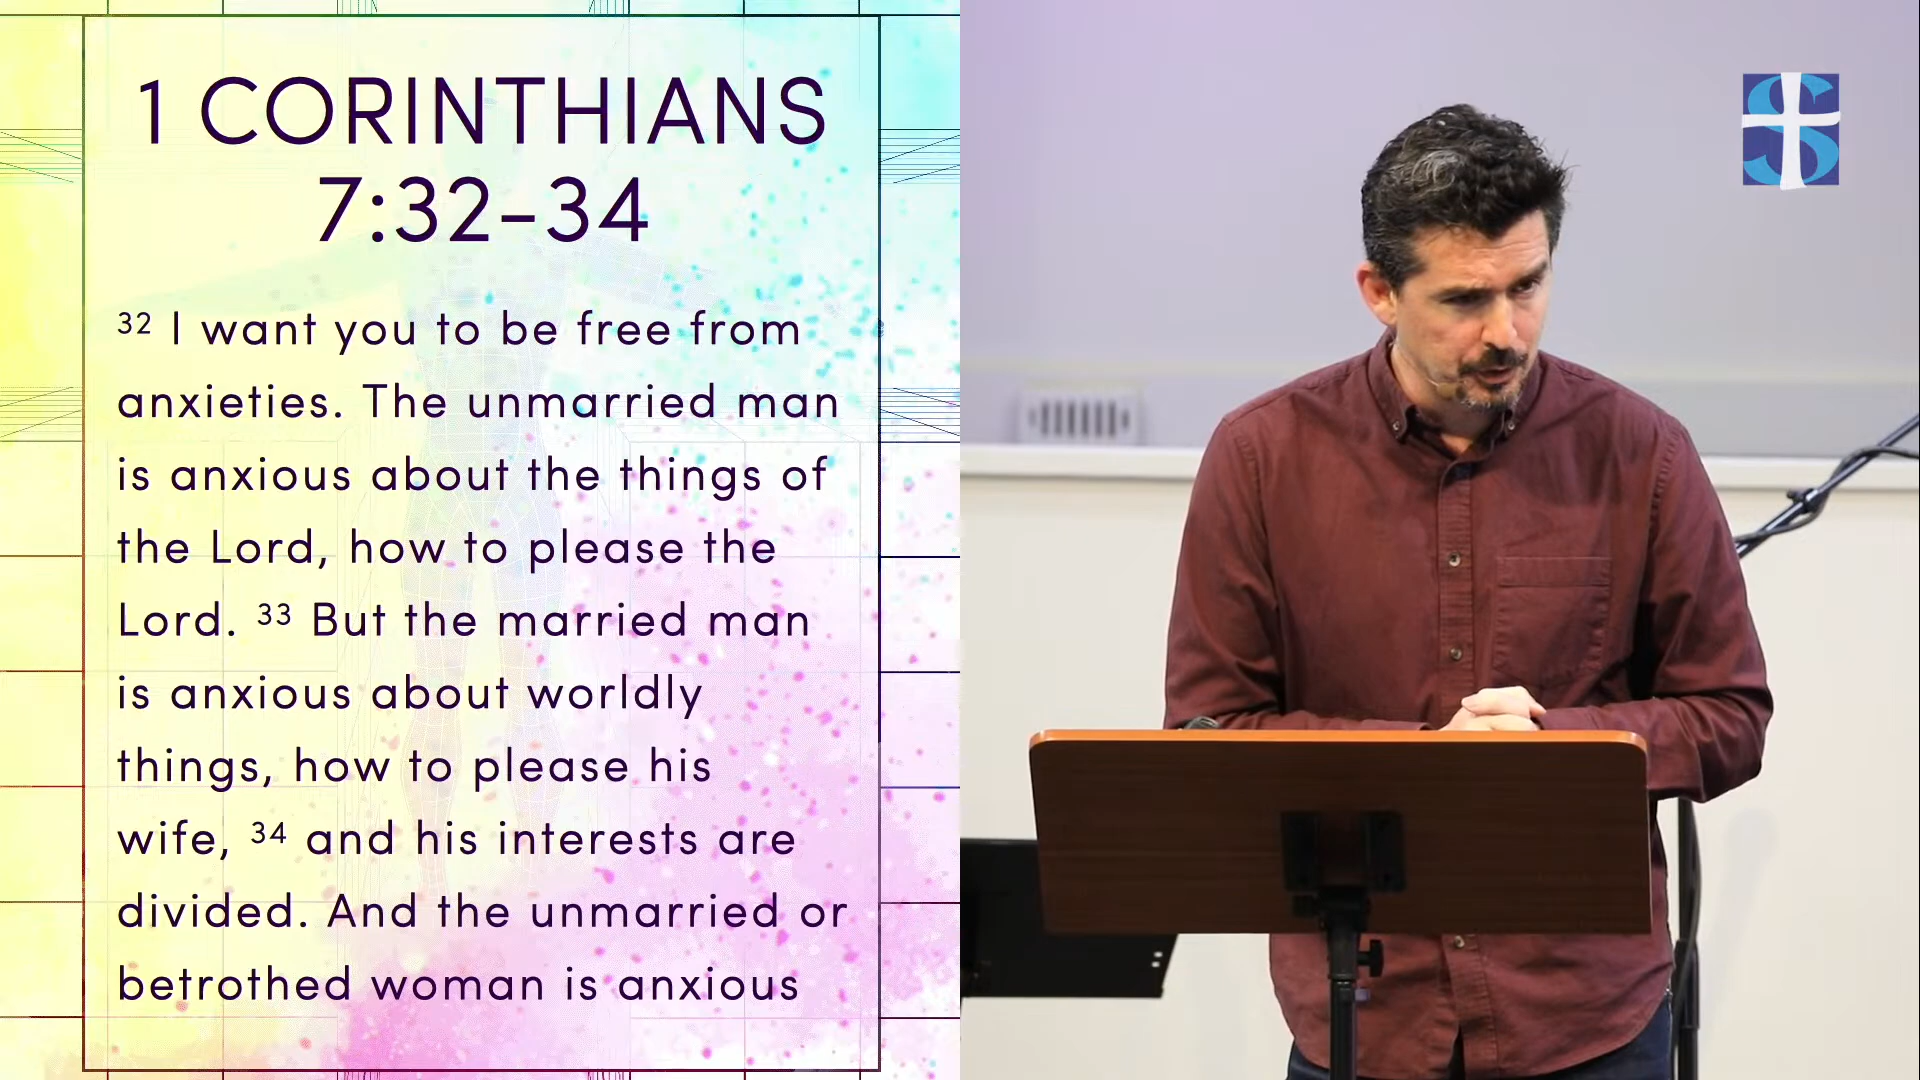 1 CORINTHIANS
7:32-34
32 I want you to be free from
anxieties. The unmarried man
is anxious about the things of
the Lord, how to please the
Lord. 33 But the married man
is anxious about worldly
things, how to please his
wife, 34 and his interests are
divided. And the unmarried or
betrothed woman is anxious
S